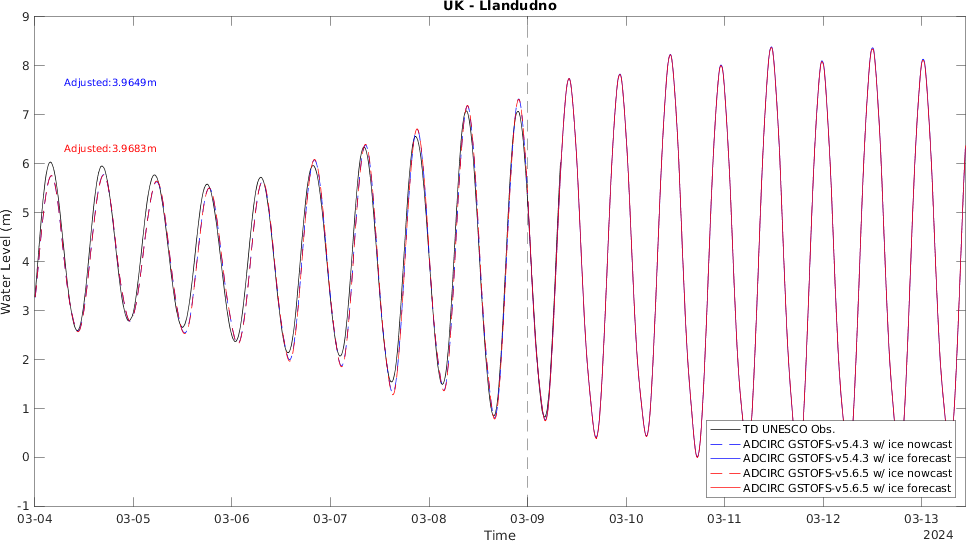 UK - Llandudno
9
8
7
6
5
4
3
2
1
0
-1
Water Level (m)
Adjusted:3.9649m
Adjusted:3.9683m
TD UNESCO Obs.
ADCIRC GSTOFS-v5.4.3 w/ ice nowcast
ADCIRC GSTOFS-v5.4.3 w/ ice forecast
ADCIRC GSTOFS-v5.6.5 w/ ice nowcast
ADCIRC GSTOFS-v5.6.5 w/ ice forecast
03-04 03-05 03-06 03-07 03-08 03-09 03-10 03-11 03-12 03-13
Time
2024